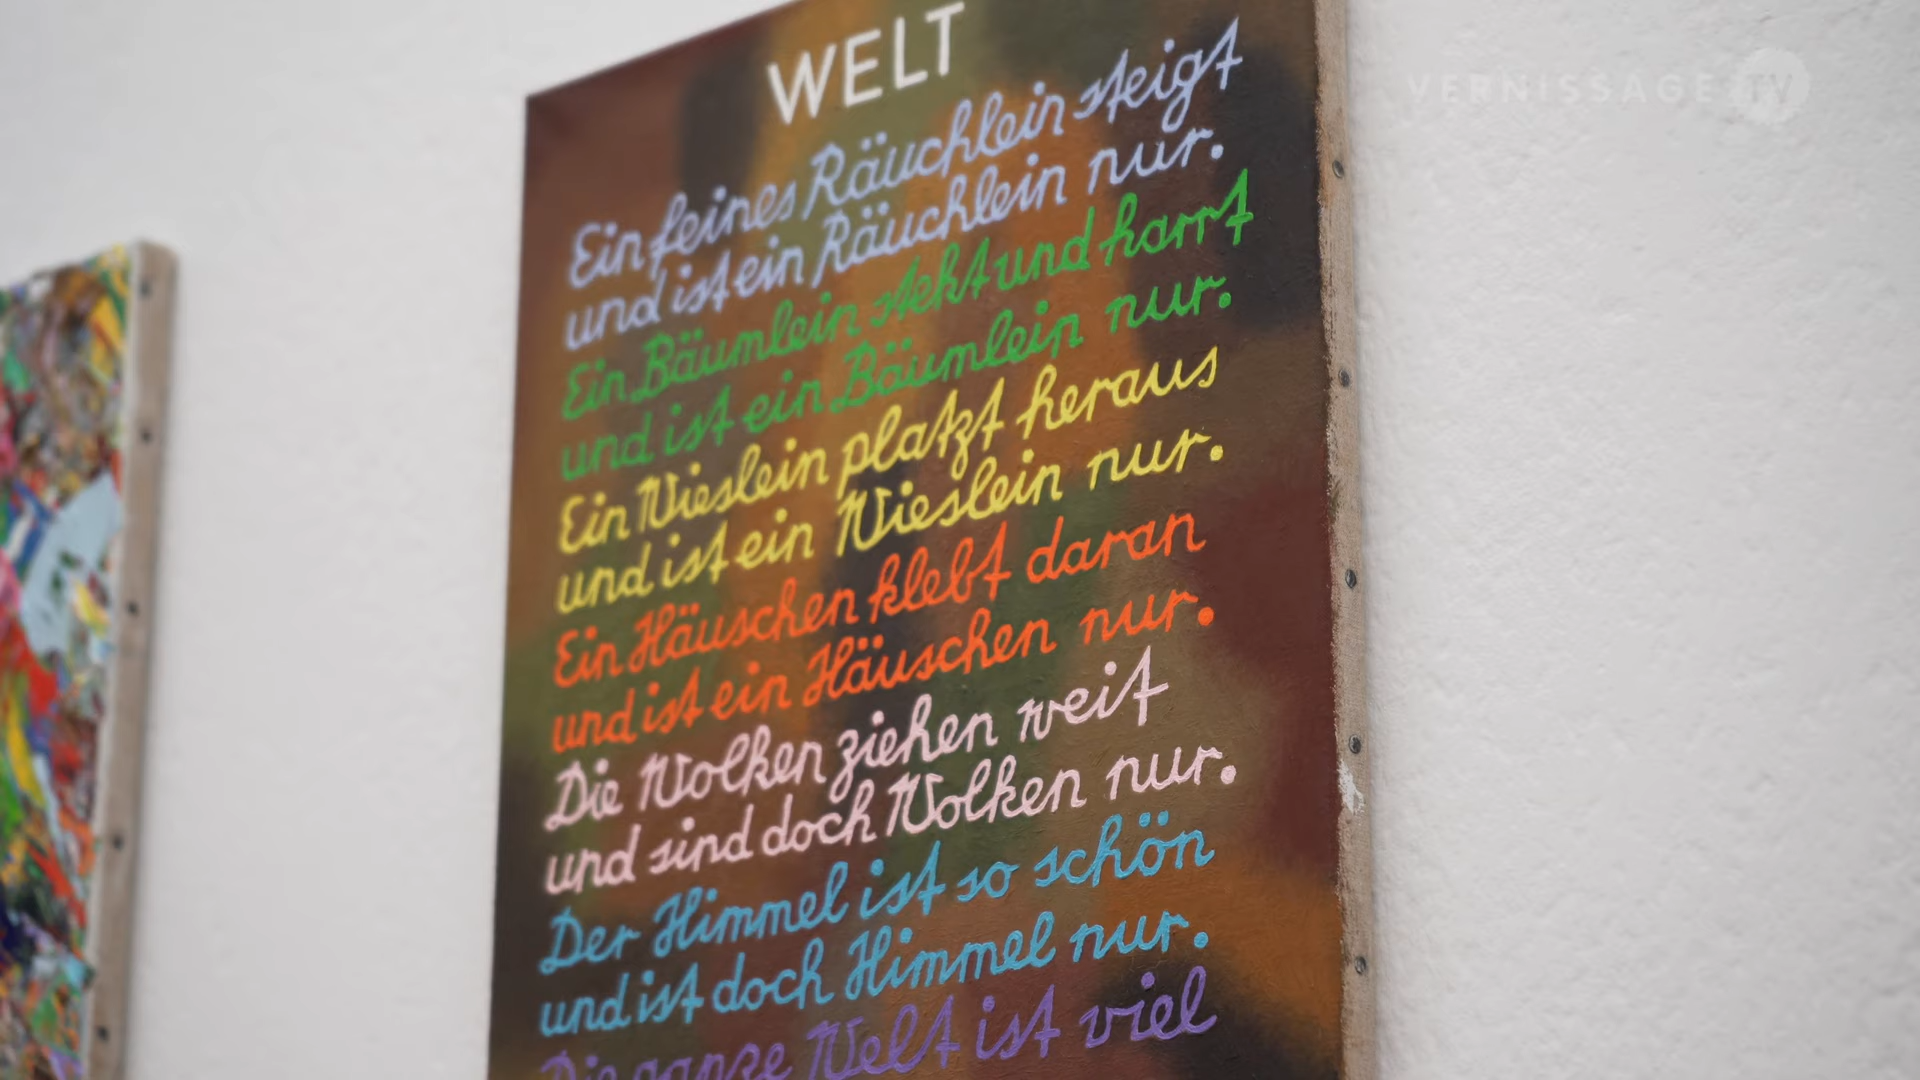 WELT
Ein feines Räuchlein steigt
und ist ein Räuchlein nur.
Ein Bäumlein steht und harrt
und ist ein Bäumlein nur.
Ein Wieslein platzt heraus
und ist ein Wieslein nur.
Ein Häuschen klebt daran
und ist ein Häuschen nur.
Die Wolken ziehen weit
und sind doch Wolken nur.
Der Himmel ist so schön
und ist doch Himmel nur.
Die ganze Welt ist viel
VERNISSAGE TV